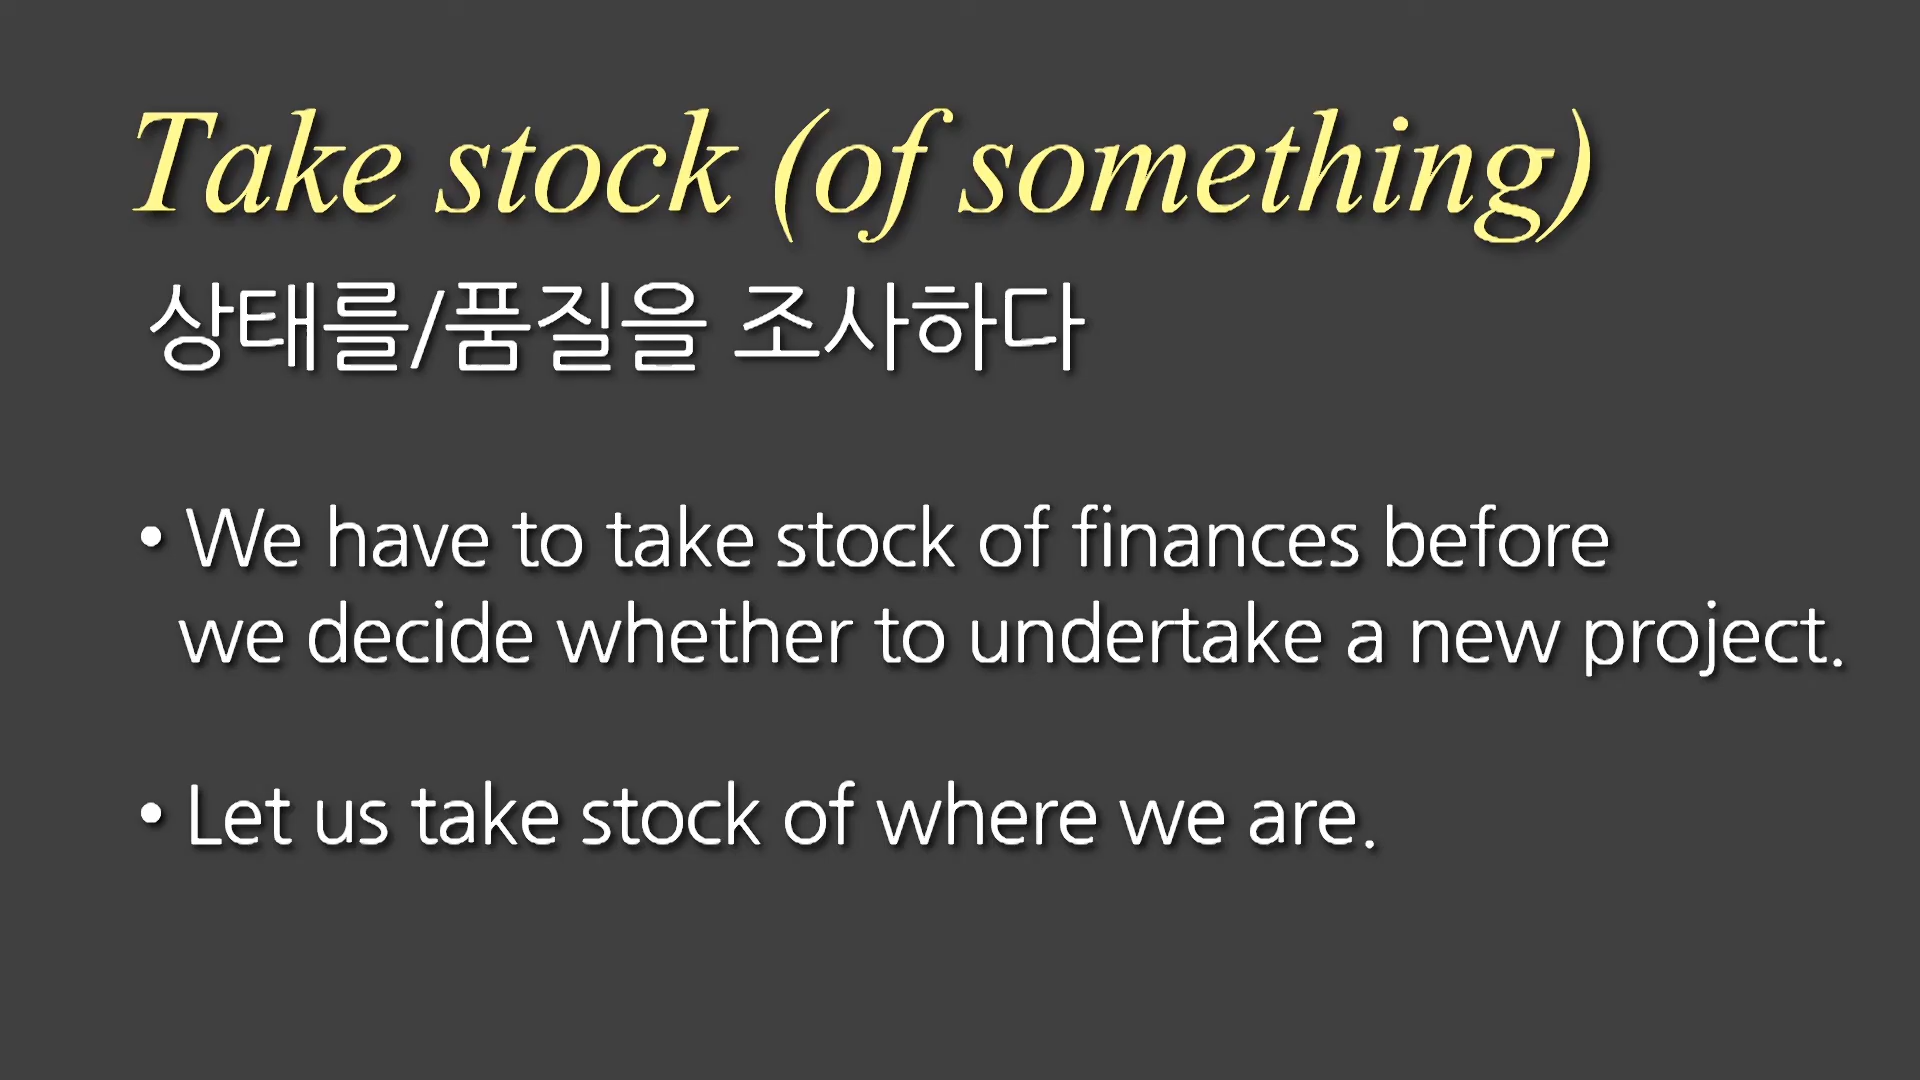 Take stock (of something)
상태를/품질을 조사하다
• We have to take stock of finances before
we decide whether to undertake a new project.
• Let us take stock of where we are.